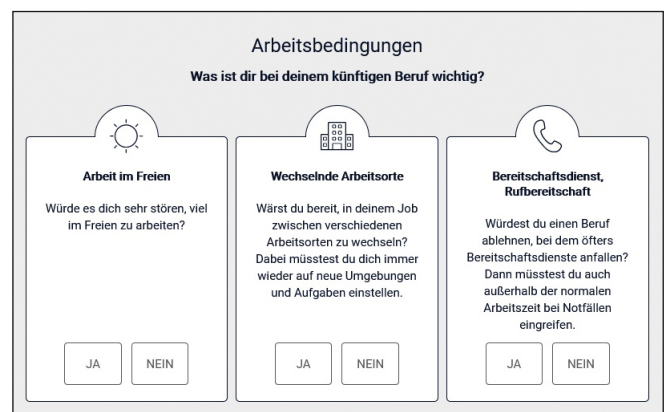 Arbeitsbedingungen
Was ist dir bei deinem künftigen Beruf wichtig?
Arbeit im Freien
Würde es dich sehr stören, viel
im Freien zu arbeiten?
JA
NEIN
Wechselnde Arbeitsorte
Wärst du bereit, in deinem Job
zwischen verschiedenen
Arbeitsorten zu wechseln?
Dabei müsstest du dich immer
wieder auf neue Umgebungen
und Aufgaben einstellen.
JA
NEIN
Bereitschaftsdienst,
Rufbereitschaft
Würdest du einen Beruf
ablehnen, bei dem öfters
Bereitschaftsdienste anfallen?
Dann müsstest du auch
außerhalb der normalen
Arbeitszeit bei Notfällen
eingreifen.
JA
NEIN